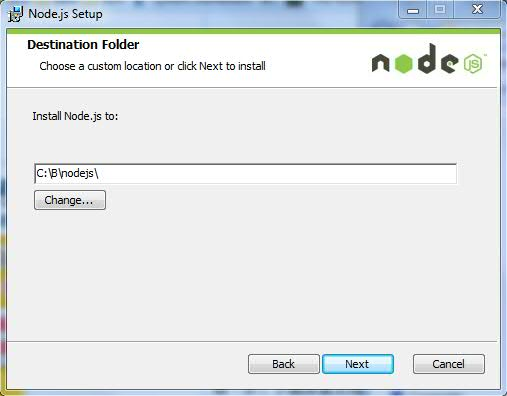 Node.js Setup
Destination Folder
Choose a custom location or click Next to install
node JS
Install Node.js to:
C:\B\nodejs\
Change...
Back Next Cancel